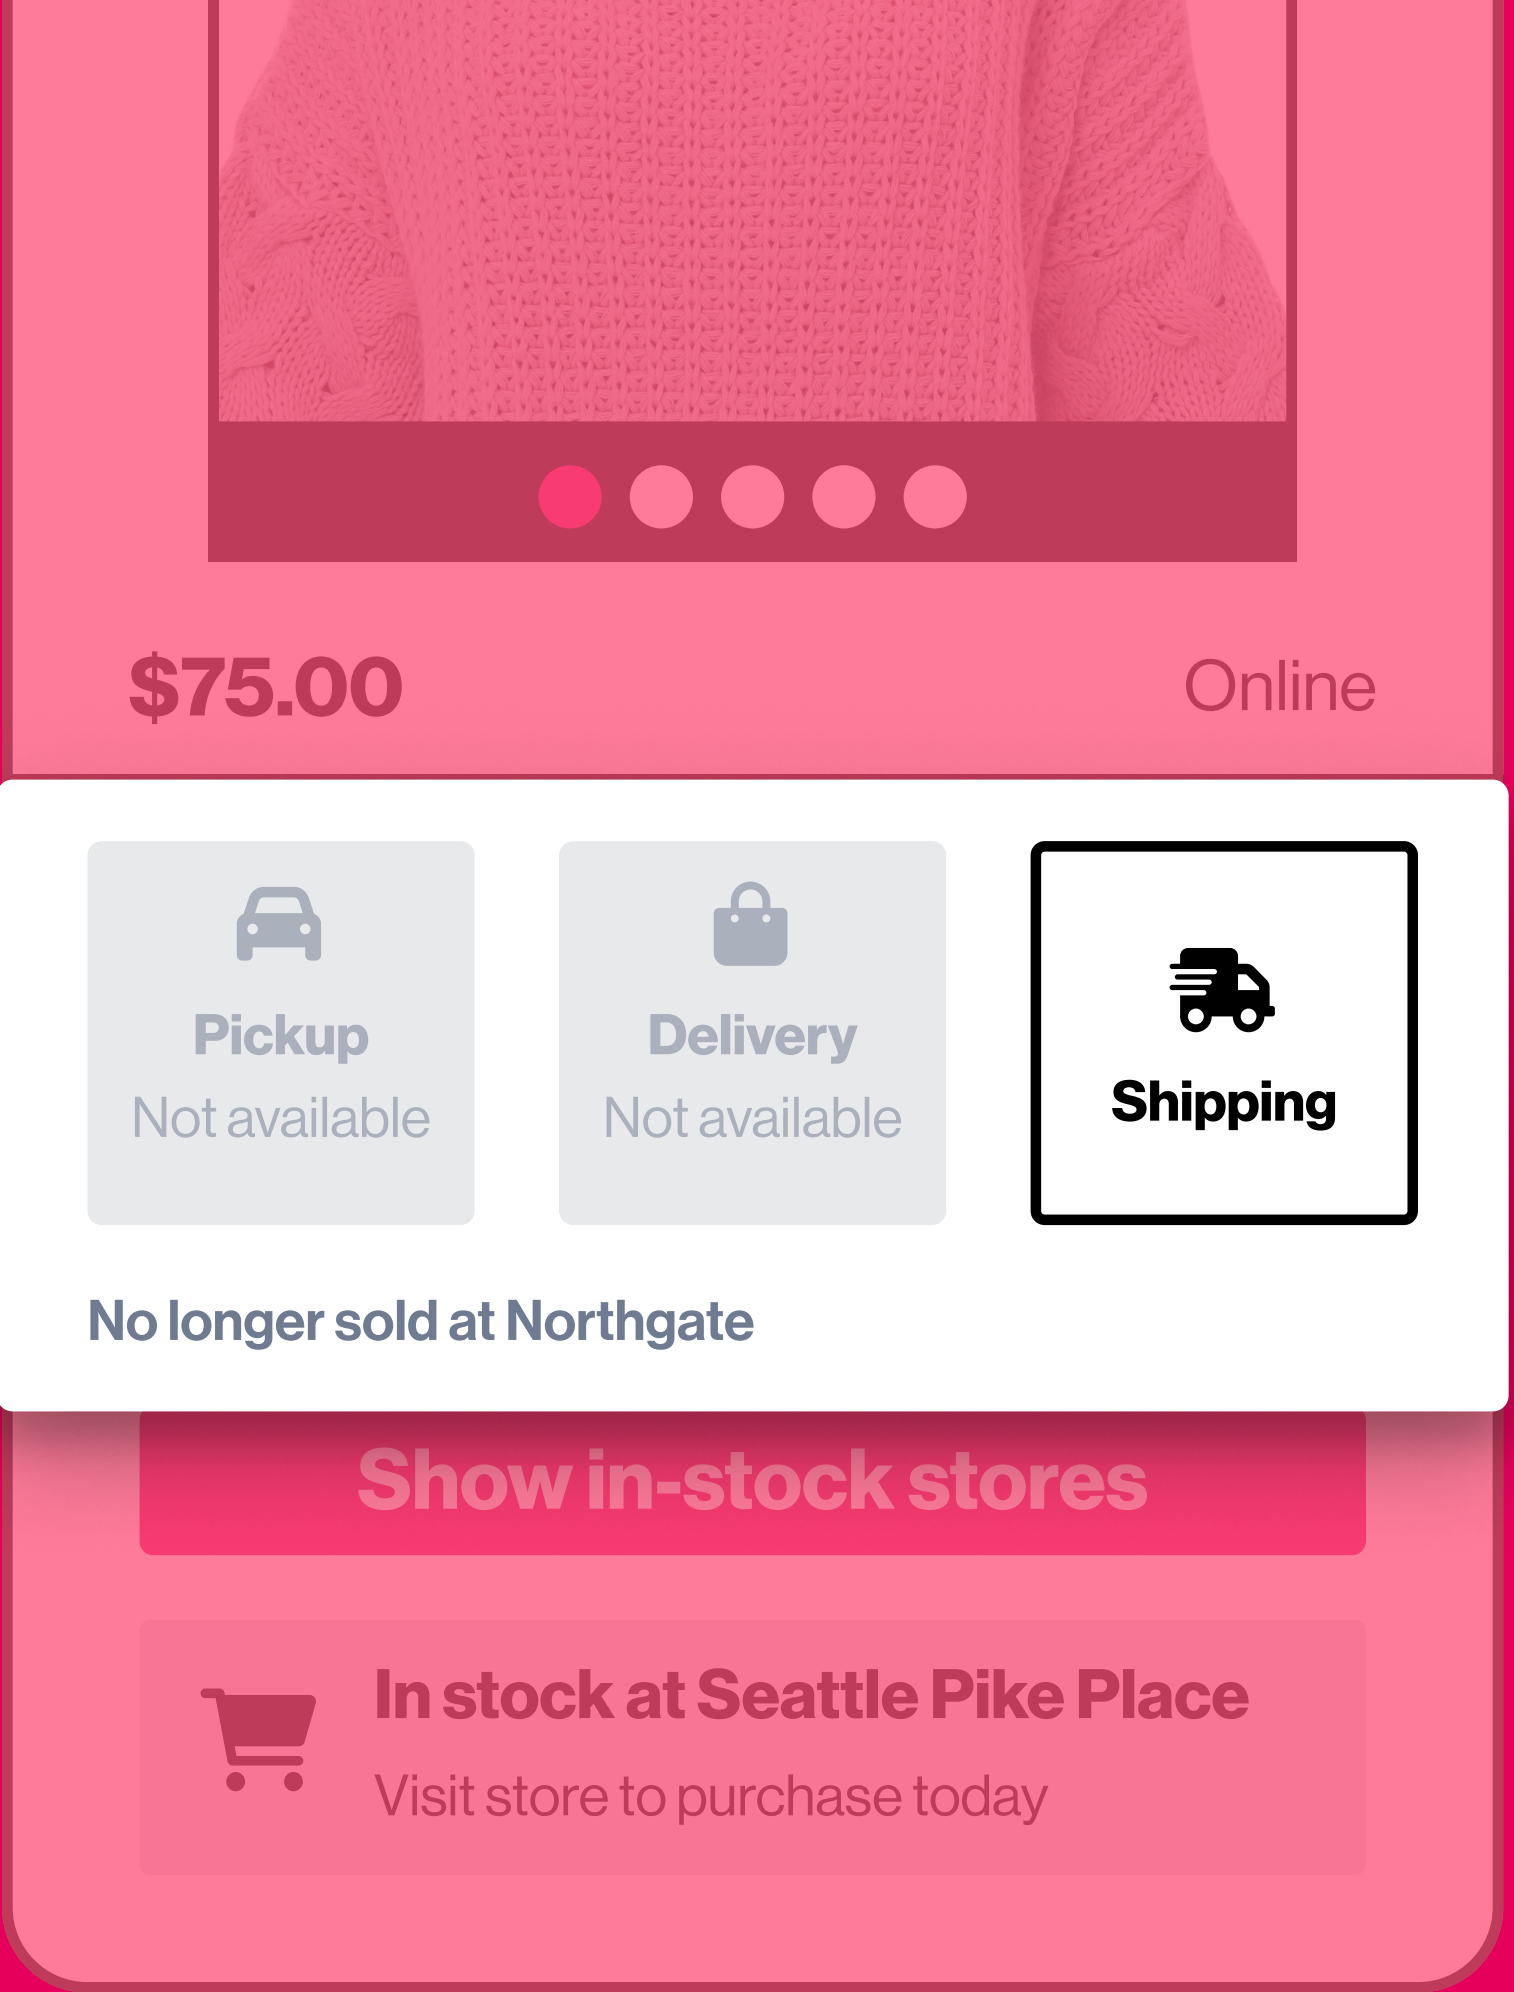 $75.00
Online
Pickup
Not available
Delivery
Not available
Shipping
No longer sold at Northgate
Show in-stock stores
In stock at Seattle Pike Place
Visit store to purchase today